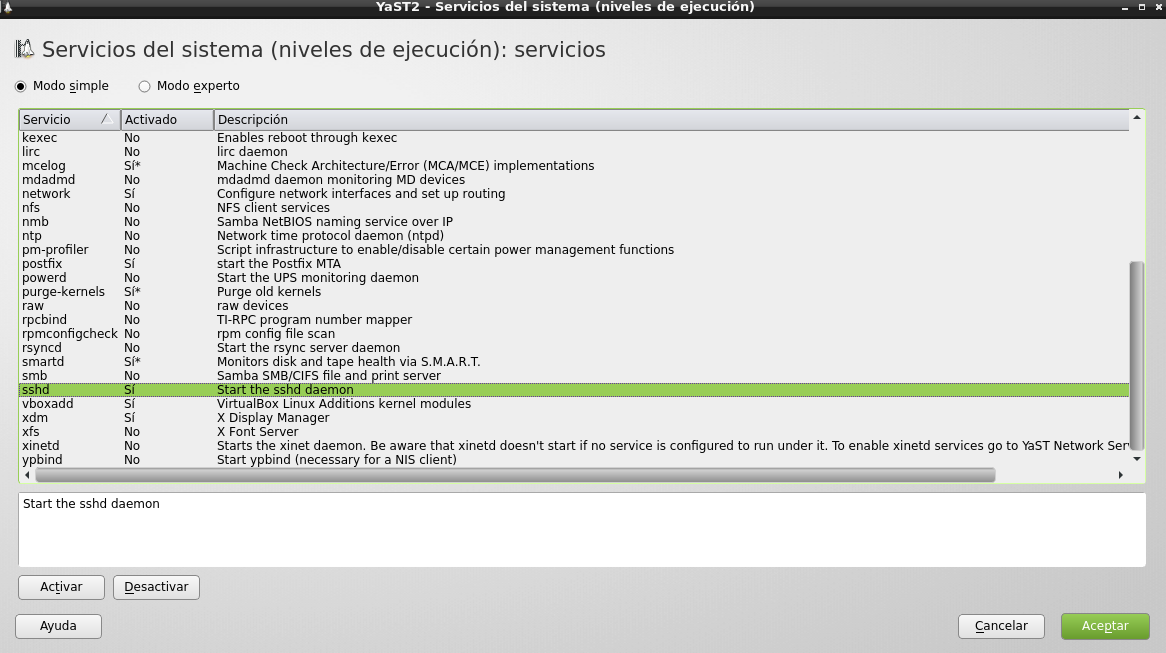 YaST2 - Servicios del sistema (niveles de ejecución)
Servicios del sistema (niveles de ejecución): servicios
Modo simple Modo experto
Servicio Activado Descripción
kexec No Enables reboot through kexec
lirc No lirc daemon
mcelog Sí* Machine Check Architecture/Error (MCA/MCE) implementations
mdadmd No mdadmd daemon monitoring MD devices
network Sí Configure network interfaces and set up routing
nfs No NFS client services
nmb No Samba NetBIOS naming service over IP
ntp No Network time protocol daemon (ntpd)
pm-profiler No Script infrastructure to enable/disable certain power management functions
postfix Sí start the Postfix MTA
powerd No Start the UPS monitoring daemon
purge-kernels Sí* Purge old kernels
raw No raw devices
rpcbind No TI-RPC program number mapper
rpmconfigcheck No rpm config file scan
rsyncd No Start the rsync server daemon
smartd Sí* Monitors disk and tape health via S.M.A.R.T.
smb No Samba SMB/CIFS file and print server
sshd Sí Start the sshd daemon
vboxadd Sí VirtualBox Linux Additions kernel modules
xdm Sí X Display Manager
xfs No X Font Server
xinetd No Starts the xinet daemon. Be aware that xinetd doesn't start if no service is configured to run under it. To enable xinetd services go to YaST Network Ser
ypbind No Start ypbind (necessary for a NIS client)
Start the sshd daemon
Activar Desactivar
Ayuda Cancelar Aceptar